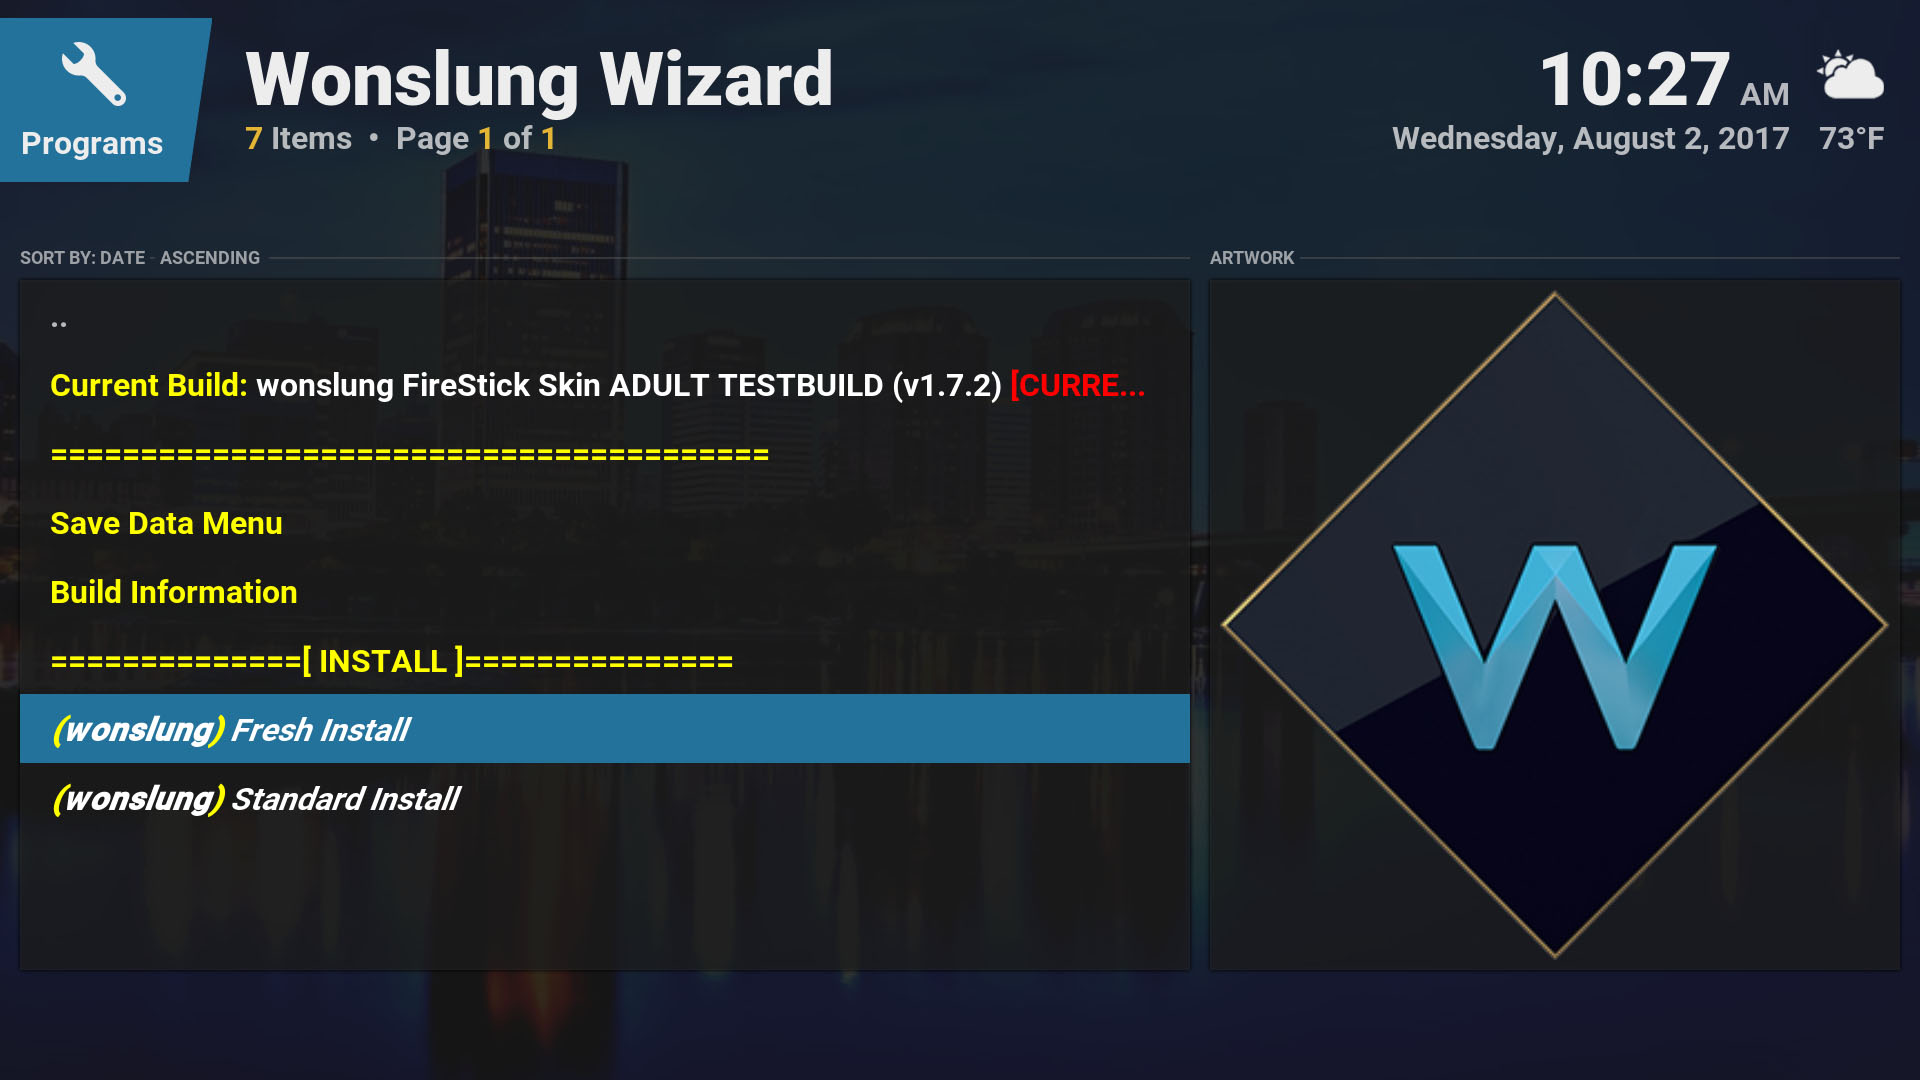 Programs
Wonslung Wizard
7 Items • Page 1 of 1
10:27 AM
Wednesday, August 2, 2017 73°F
SORT BY: DATE - ASCENDING
ARTWORK
..
Current Build: wonslung FireStick Skin ADULT TESTBUILD (v1.7.2) [CURRE...
========================================
Save Data Menu
Build Information
==============[ INSTALL ]===============
(wonslung) Fresh Install
(wonslung) Standard Install
W